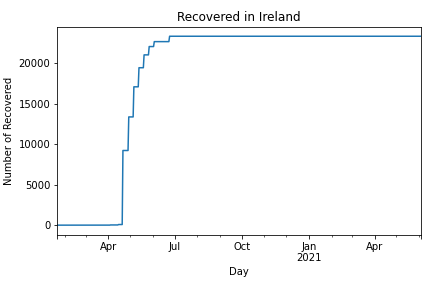 Recovered in Ireland
Number of Recovered
20000
15000
10000
5000
0
Apr
Jul
Oct
Jan
2021
Apr
Day